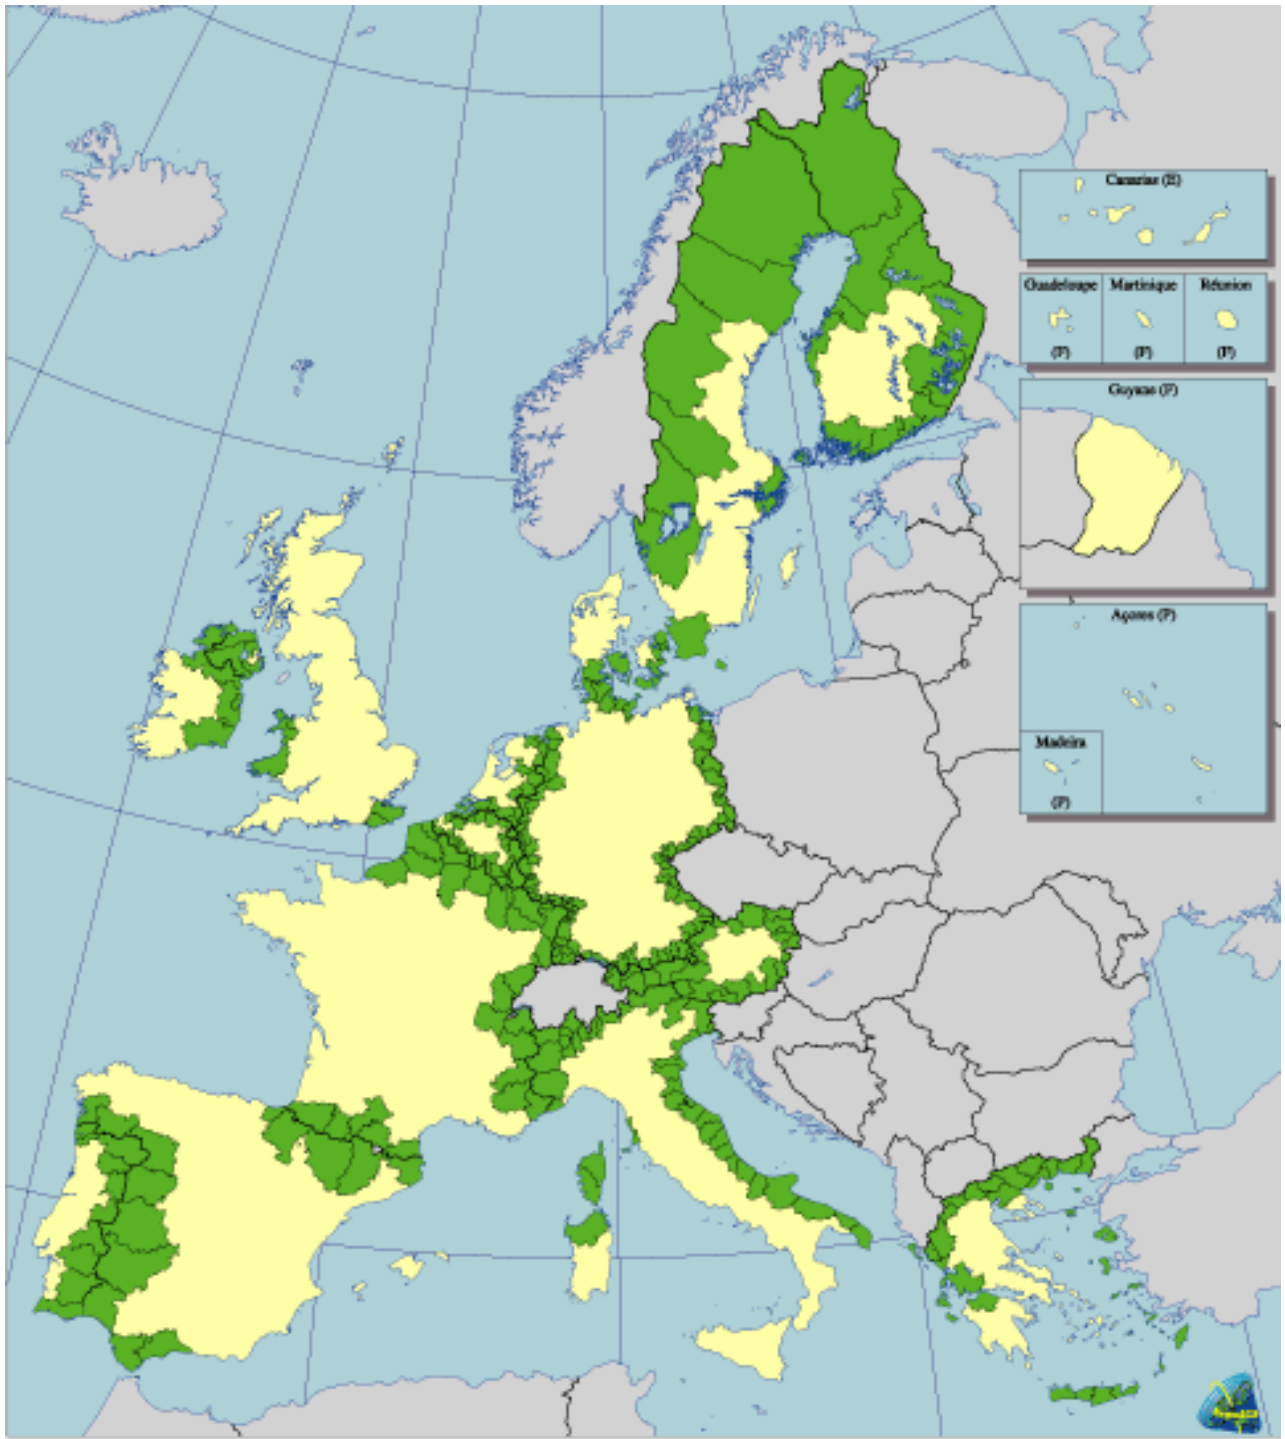 Canarias (E)
Guadeloupe
Martinique
Réunion
(F)
(F)
(F)
Guyane (F)
Açores (P)
Madeira
(P)